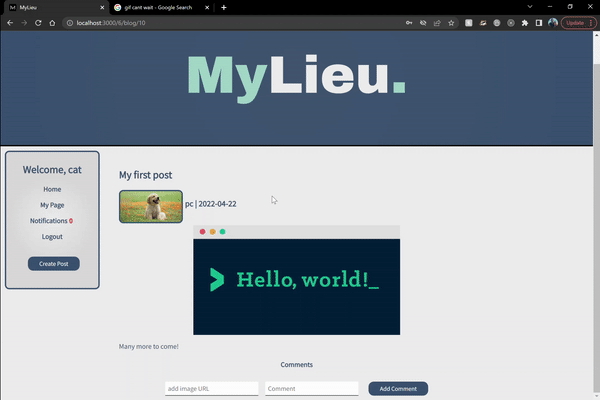 MyLieu
gif cant wait - Google Search
localhost:3000/6/blog/10
Update
MyLieu.
Welcome, cat
Home
My Page
Notifications 0
Logout
Create Post
My first post
pc | 2022-04-22
> Hello, world!_
Many more to come!
Comments
add image URL
Comment
Add Comment